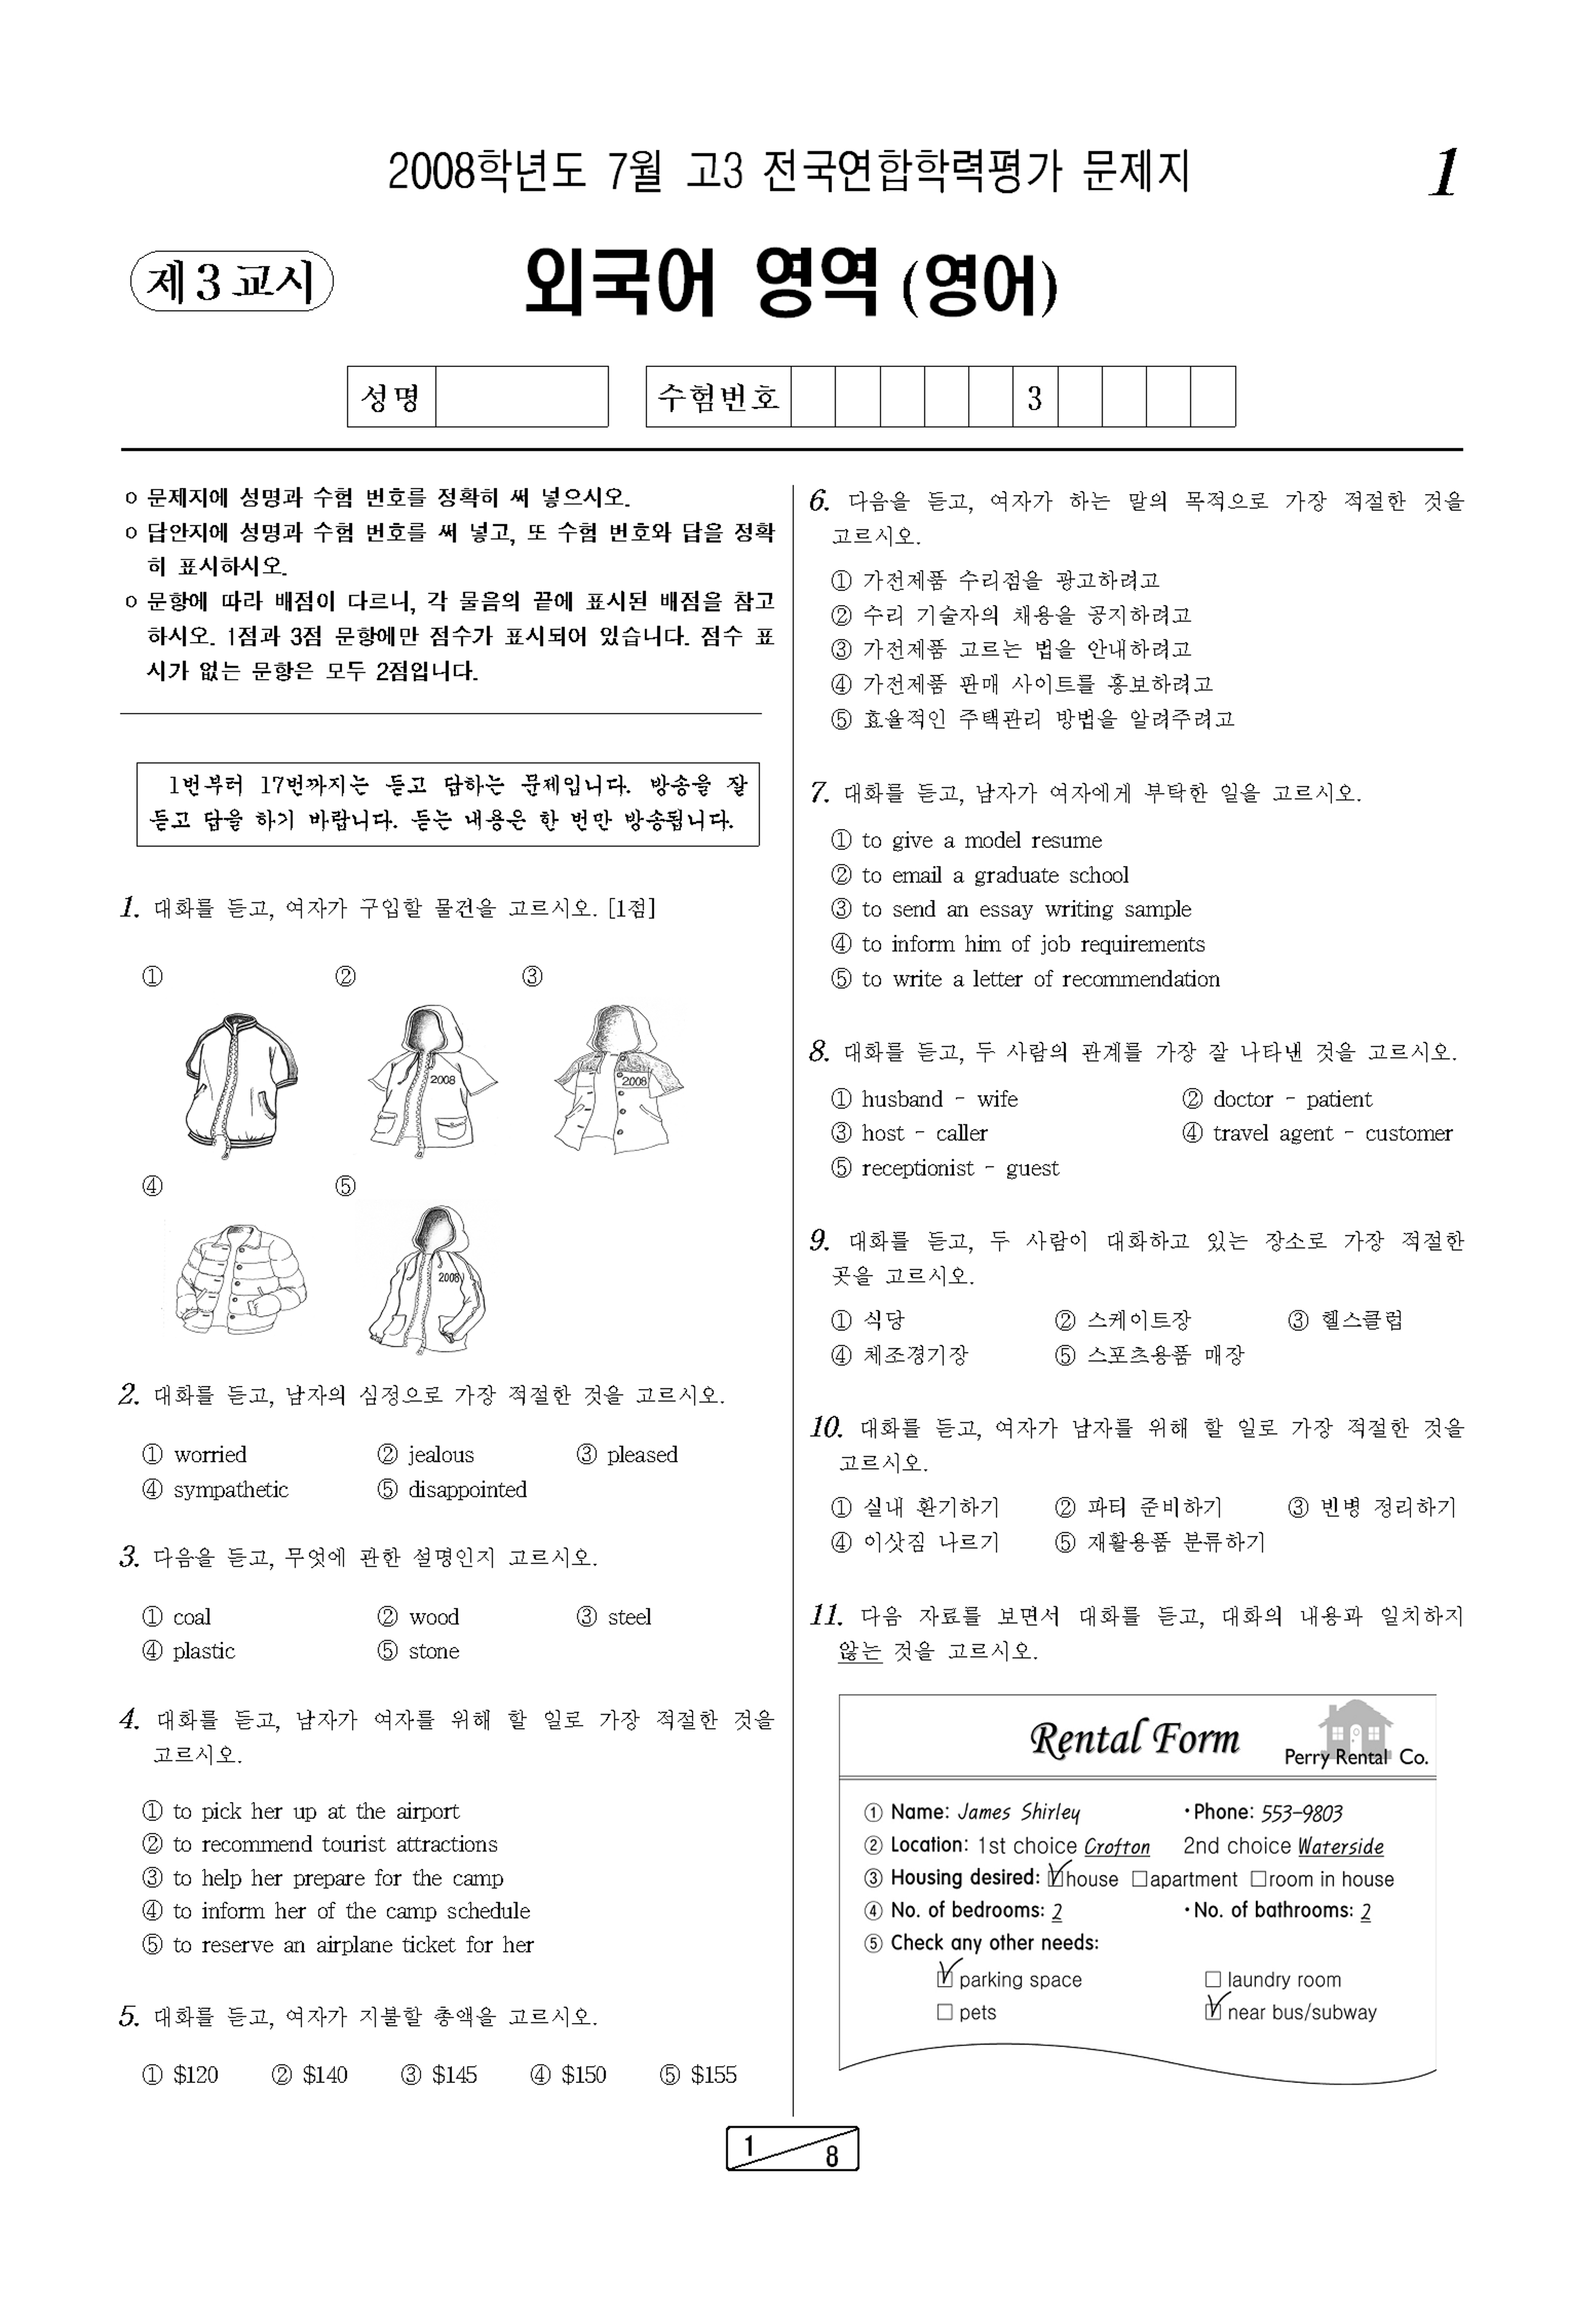 2008학년도 7월 고3 전국연합학력평가 문제지
1
제3교시
외국어 영역 (영어)
성명
수험번호
3
o 문제지에 성명과 수험 번호를 정확히 써 넣으시오.
o 답안지에 성명과 수험 번호를 써 넣고, 또 수험 번호와 답을 정확
히 표시하시오.
o 문항에 따라 배점이 다르니, 각 물음의 끝에 표시된 배점을 참고
하시오. 1점과 3점 문항에만 점수가 표시되어 있습니다. 점수 표
시가 없는 문항은 모두 2점입니다.
1번부터 17번까지는 듣고 답하는 문제입니다. 방송을 잘
듣고 답을 하기 바랍니다. 듣는 내용은 한 번만 방송됩니다.
1. 대화를 듣고, 여자가 구입할 물건을 고르시오. [1점]
① ② ③
2008 2008
④ ⑤
2008
2. 대화를 듣고, 남자의 심정으로 가장 적절한 것을 고르시오.
① worried ② jealous ③ pleased
④ sympathetic ⑤ disappointed
3. 다음을 듣고, 무엇에 관한 설명인지 고르시오.
① coal ② wood ③ steel
④ plastic ⑤ stone
4. 대화를 듣고, 남자가 여자를 위해 할 일로 가장 적절한 것을
고르시오.
① to pick her up at the airport
② to recommend tourist attractions
③ to help her prepare for the camp
④ to inform her of the camp schedule
⑤ to reserve an airplane ticket for her
5. 대화를 듣고, 여자가 지불할 총액을 고르시오.
① $120 ② $140 ③ $145 ④ $150 ⑤ $155
6. 다음을 듣고, 여자가 하는 말의 목적으로 가장 적절한 것을
고르시오.
① 가전제품 수리점을 광고하려고
② 수리 기술자의 채용을 공지하려고
③ 가전제품 고르는 법을 안내하려고
④ 가전제품 판매 사이트를 홍보하려고
⑤ 효율적인 주택관리 방법을 알려주려고
7. 대화를 듣고, 남자가 여자에게 부탁한 일을 고르시오.
① to give a model resume
② to email a graduate school
③ to send an essay writing sample
④ to inform him of job requirements
⑤ to write a letter of recommendation
8. 대화를 듣고, 두 사람의 관계를 가장 잘 나타낸 것을 고르시오.
① husband - wife ② doctor - patient
③ host - caller ④ travel agent - customer
⑤ receptionist - guest
9. 대화를 듣고, 두 사람이 대화하고 있는 장소로 가장 적절한
곳을 고르시오.
① 식당 ② 스케이트장 ③ 헬스클럽
④ 체조경기장 ⑤ 스포츠용품 매장
10. 대화를 듣고, 여자가 남자를 위해 할 일로 가장 적절한 것을
고르시오.
① 실내 환기하기 ② 파티 준비하기 ③ 빈병 정리하기
④ 이삿짐 나르기 ⑤ 재활용품 분류하기
11. 다음 자료를 보면서 대화를 듣고, 대화의 내용과 일치하지
않는 것을 고르시오.
Rental Form
Perry Rental Co.
① Name: James Shirley ·Phone: 553-9803
② Location: 1st choice Crofton 2nd choice Waterside
③ Housing desired: ☑house □apartment □room in house
④ No. of bedrooms: 2 ·No. of bathrooms: 2
⑤ Check any other needs:
☑ parking space □ laundry room
□ pets ☑ near bus/subway
1
8